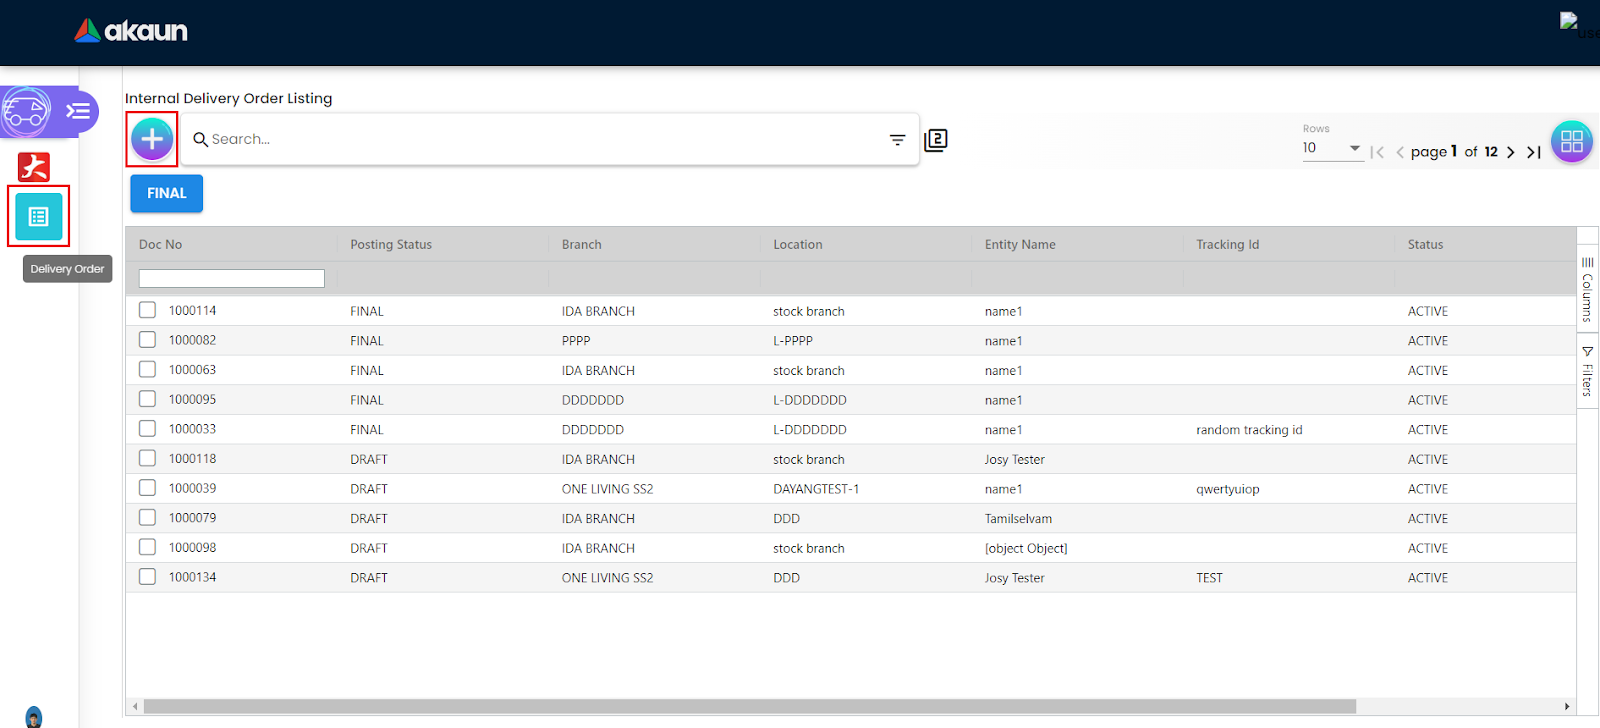 akaun
use
Internal Delivery Order Listing
Search...
2
Rows
10
page 1 of 12
FINAL
Delivery Order
Doc No Posting Status Branch Location Entity Name Tracking Id Status
1000114 FINAL IDA BRANCH stock branch name1 ACTIVE
1000082 FINAL PPPP L-PPPP name1 ACTIVE
1000063 FINAL IDA BRANCH stock branch name1 ACTIVE
1000095 FINAL DDDDDDD L-DDDDDDD name1 ACTIVE
1000033 FINAL DDDDDDD L-DDDDDDD name1 random tracking id ACTIVE
1000118 DRAFT IDA BRANCH stock branch Josy Tester ACTIVE
1000039 DRAFT ONE LIVING SS2 DAYANGTEST-1 name1 qwertyuiop ACTIVE
1000079 DRAFT IDA BRANCH DDD Tamilselvam ACTIVE
1000098 DRAFT IDA BRANCH stock branch [object Object] ACTIVE
1000134 DRAFT ONE LIVING SS2 DDD Josy Tester TEST ACTIVE
Columns
Filters